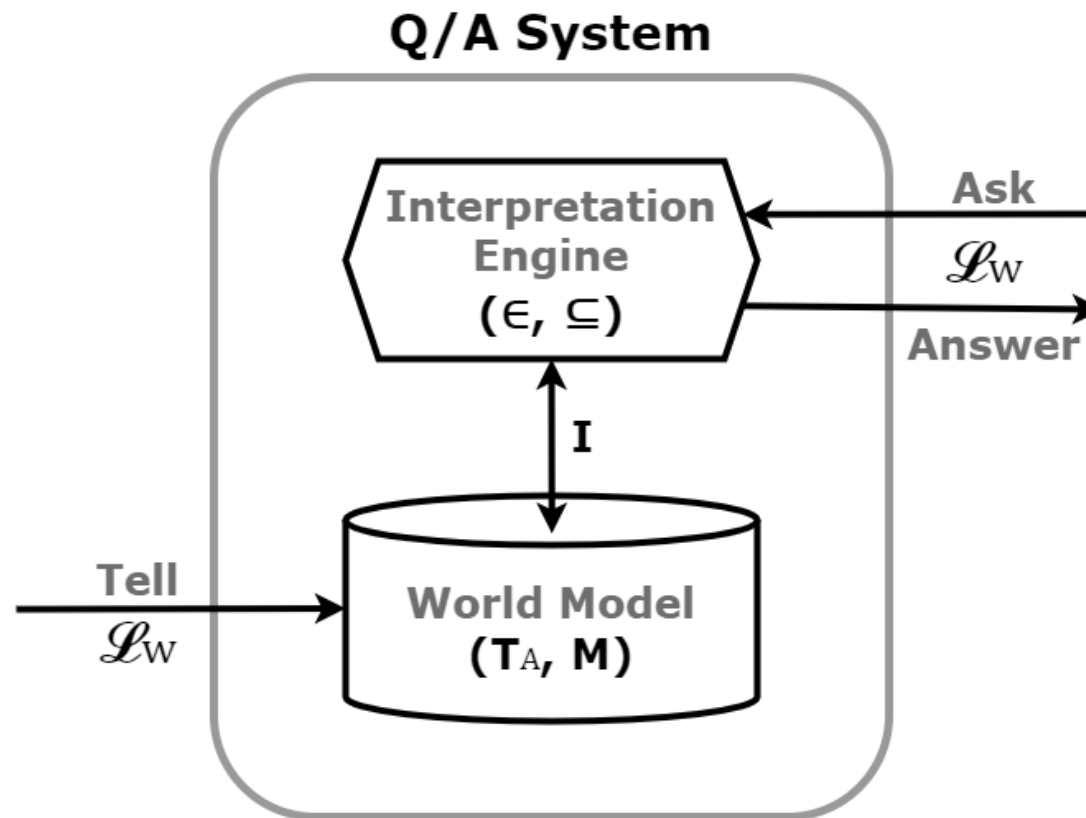 Q/A System
Interpretation
Engine
(∈, ⊆)
Ask
ℒw
Answer
I
Tell
ℒw
World Model
(TA, M)